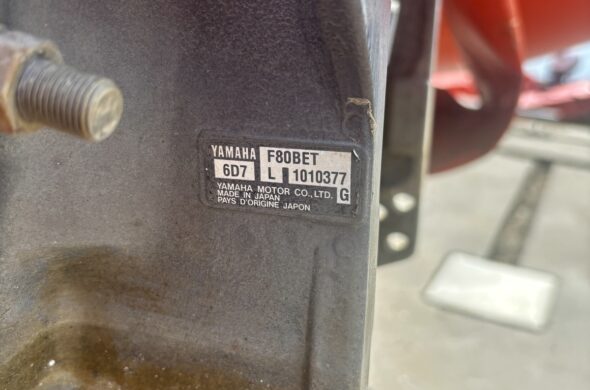 YAMAHA F80BET
6D7 L 1010377
YAMAHA MOTOR CO., LTD. G
MADE IN JAPAN
PAYS D'ORIGINE JAPON